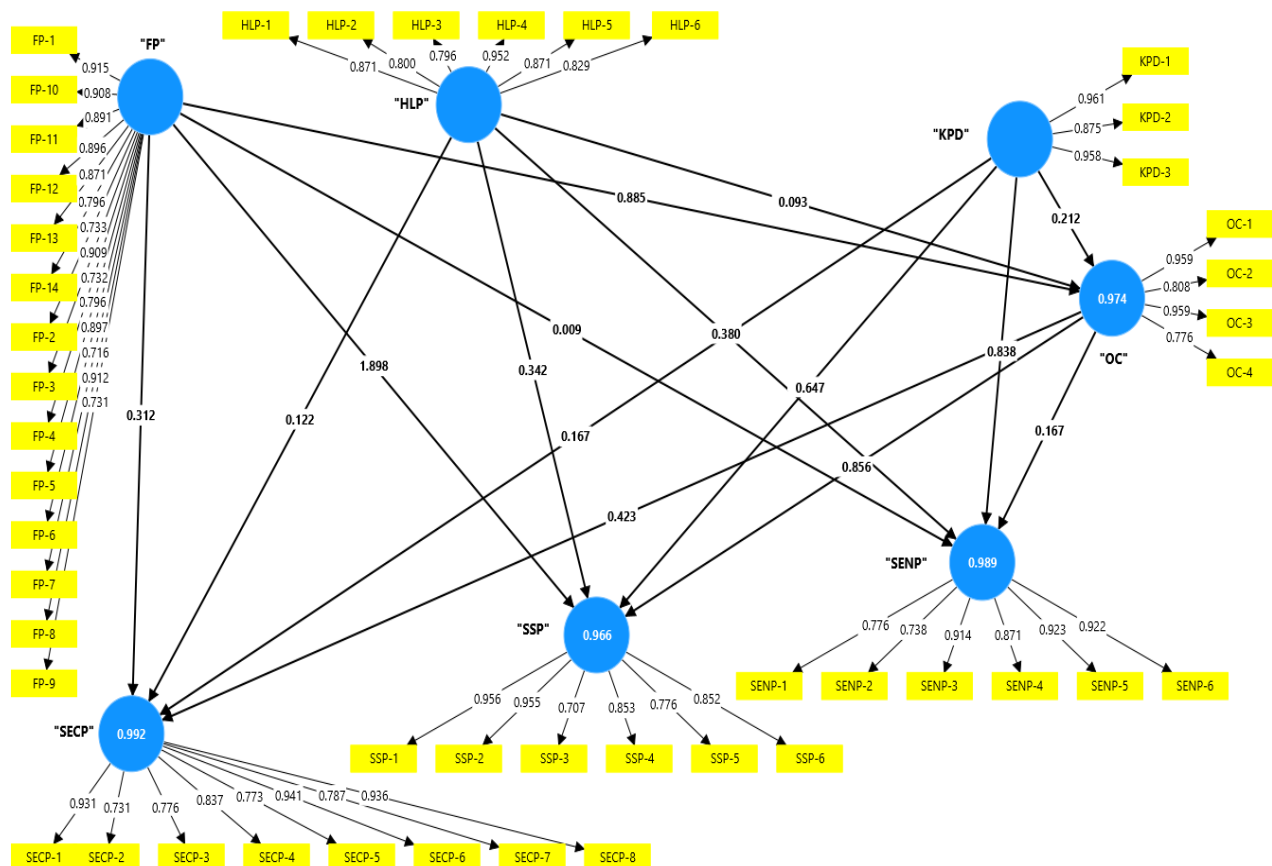 HLP-1 HLP-2 HLP-3 HLP-4 HLP-5 HLP-6
FP-1 "FP"
0.796 0.952
0.915 0.871 0.800 0.871 0.829
KPD-1
FP-10 0.908
"HLP"
0.961
0.891
KPD-2
FP-11 "KPD" 0.875
0.896
0.958
0.871 KPD-3
FP-12
0.796 0.885 0.093
0.733 0.212 OC-1
FP-13
0.909 0.959
0.732 OC-2
FP-14 0.808
0.796 0.974
0.959 OC-3
0.897 0.009 0.380 0.776
FP-2 0.716 0.838 "OC"
1.898 0.342 OC-4
0.912
FP-3 0.647
0.731
0.312 0.122
FP-4 0.167 0.167
0.856
FP-5
0.423
FP-6
"SENP" 0.989
FP-7
FP-8 "SSP" 0.966 0.776 0.738 0.914 0.871 0.923 0.922
FP-9 SENP-1 SENP-2 SENP-3 SENP-4 SENP-5 SENP-6
0.956 0.955 0.707 0.853 0.776 0.852
"SECP" 0.992
SSP-1 SSP-2 SSP-3 SSP-4 SSP-5 SSP-6
0.931 0.731 0.776 0.837 0.773 0.941 0.787 0.936
SECP-1 SECP-2 SECP-3 SECP-4 SECP-5 SECP-6 SECP-7 SECP-8